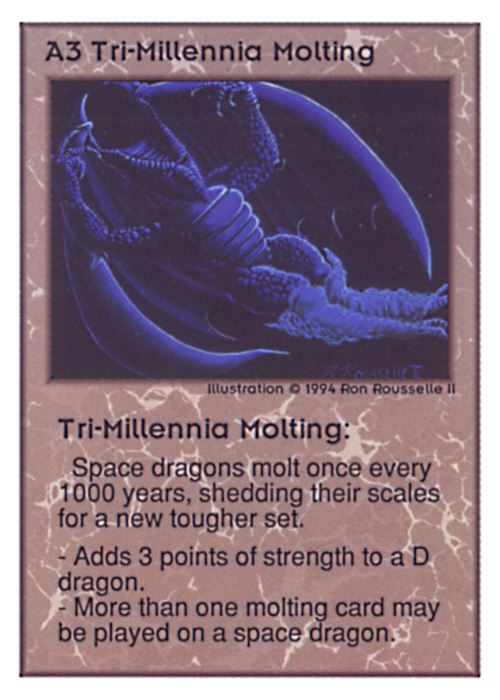 A3 Tri-Millennia Molting
R Rousselle II
Illustration © 1994 Ron Rousselle II
Tri-Millennia Molting:
Space dragons molt once every
1000 years, shedding their scales
for a new tougher set.
- Adds 3 points of strength to a D
dragon.
- More than one molting card may
be played on a space dragon.